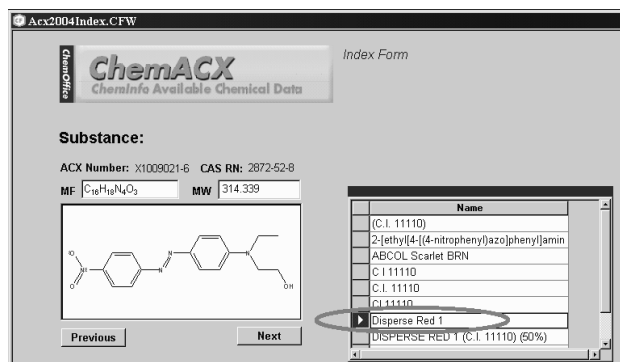 Acx2004Index.CFW
ChemOffice
ChemACX
ChemInfo Available Chemical Data
Index Form
Substance:
ACX Number: X1009021-6 CAS RN: 2872-52-8
MF C₁₆H₁₈N₄O₃ MW 314.339
Name
(C.I. 11110)
2-[ethyl[4-[(4-nitrophenyl)azo]phenyl]amin
ABCOL Scarlet BRN
C I 11110
C.I. 11110
CI 11110
Disperse Red 1
DISPERSE RED 1 (C.I. 11110) (50%)
N
N
N
OH
N⁺
O
Previous Next